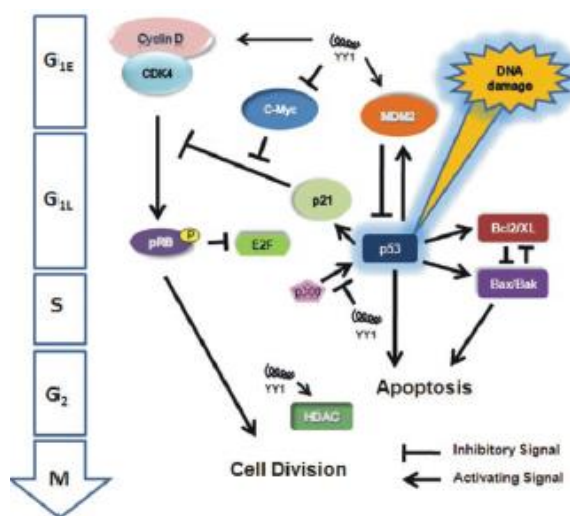 G1E
G1L
S
G2
M
Cyclin D
CDK4
YY1
C-Myc
MDM2
DNA
damage
p21
pRB
P
E2F
p53
Bcl2/XL
Bax/Bak
p300
YY1
YY1
HDAC
Apoptosis
Cell Division
Inhibitory Signal
Activating Signal